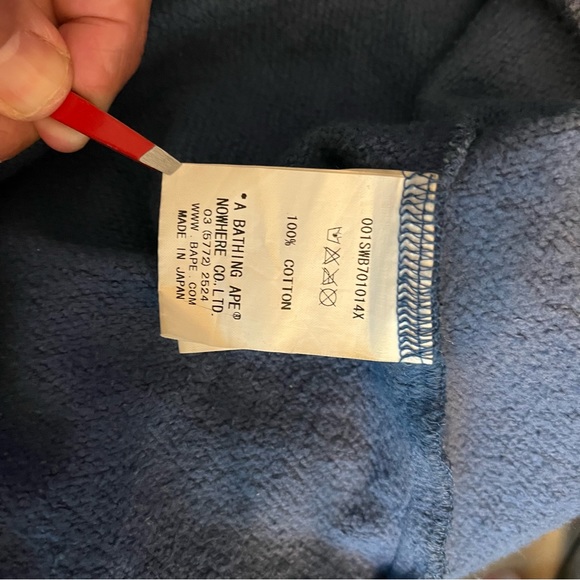 001SWB701014X
100% COTTON
A BATHING APE®
NOWHERE CO., LTD.
03 (5772) 2524
WWW. BAPE. COM
MADE IN JAPAN